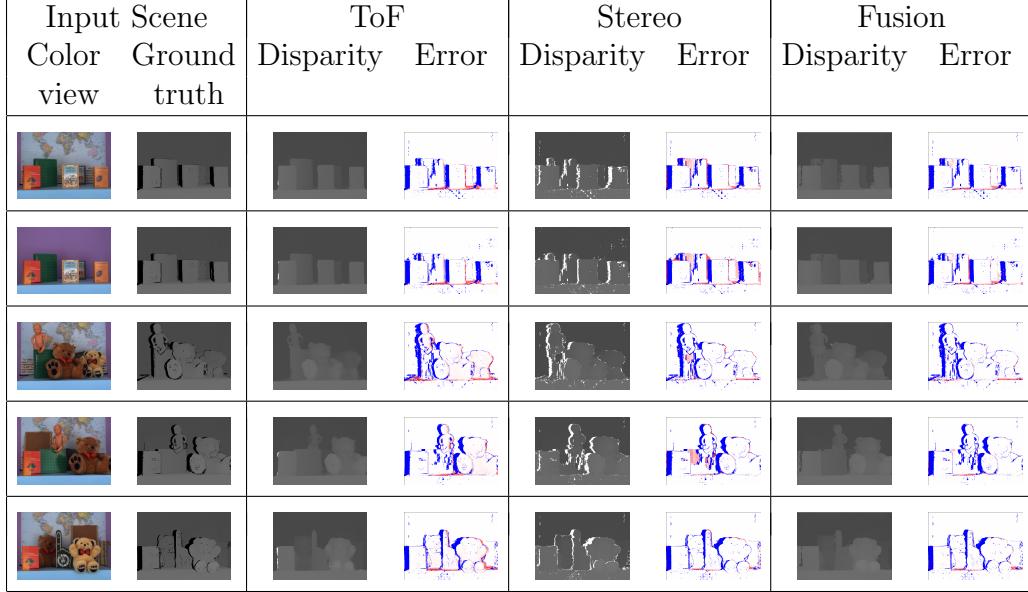 Input Scene ToF Stereo Fusion
Color Ground Disparity Error Disparity Error Disparity Error
view truth